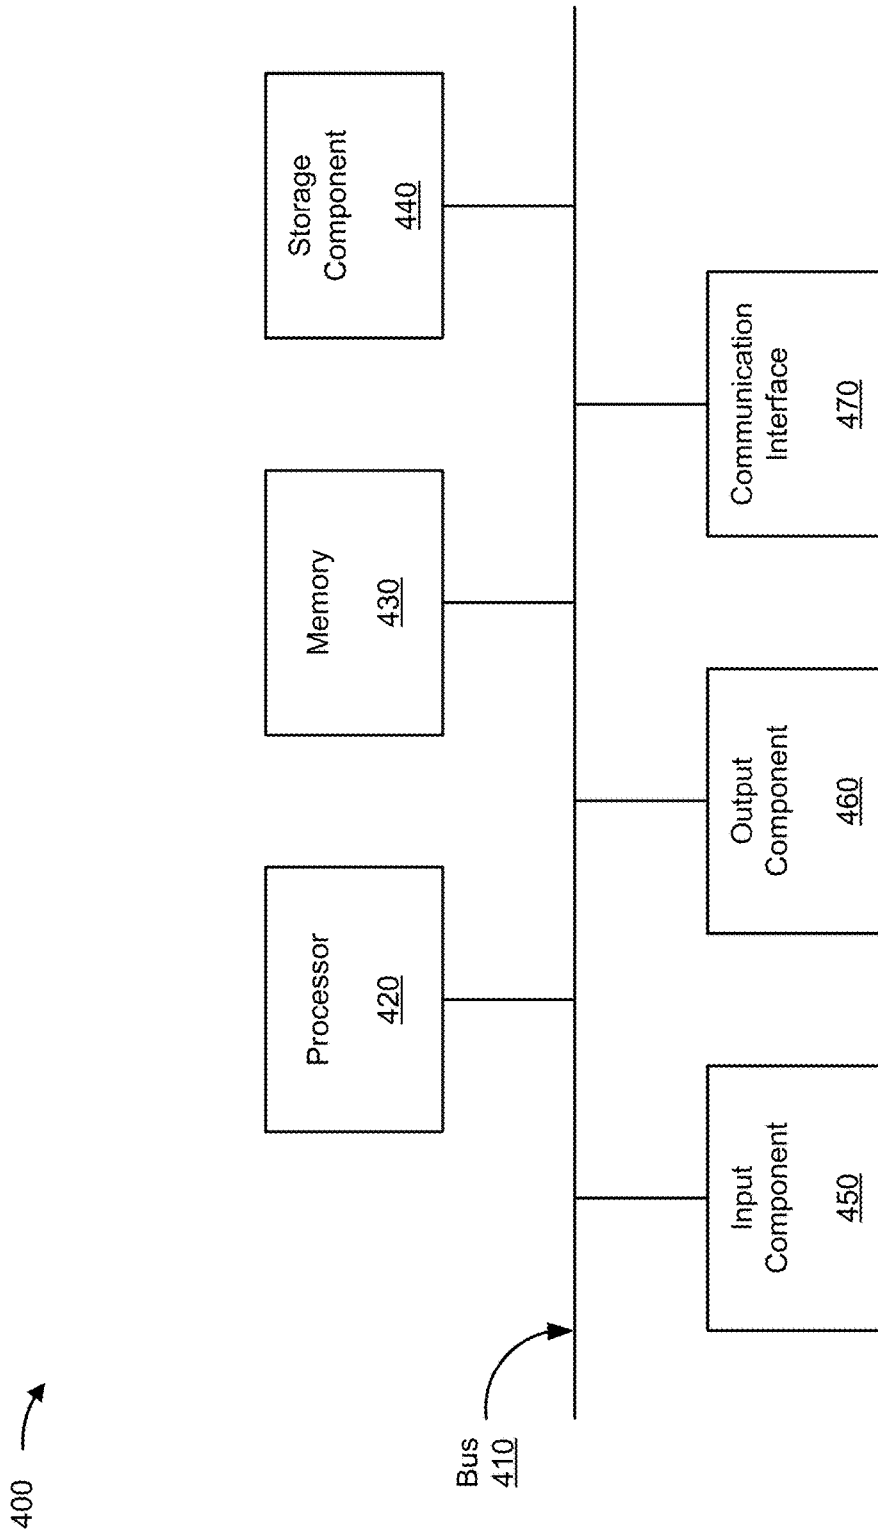 400
Processor
420
Memory
430
Storage
Component
440
Bus
410
Input
Component
450
Output
Component
460
Communication
Interface
470